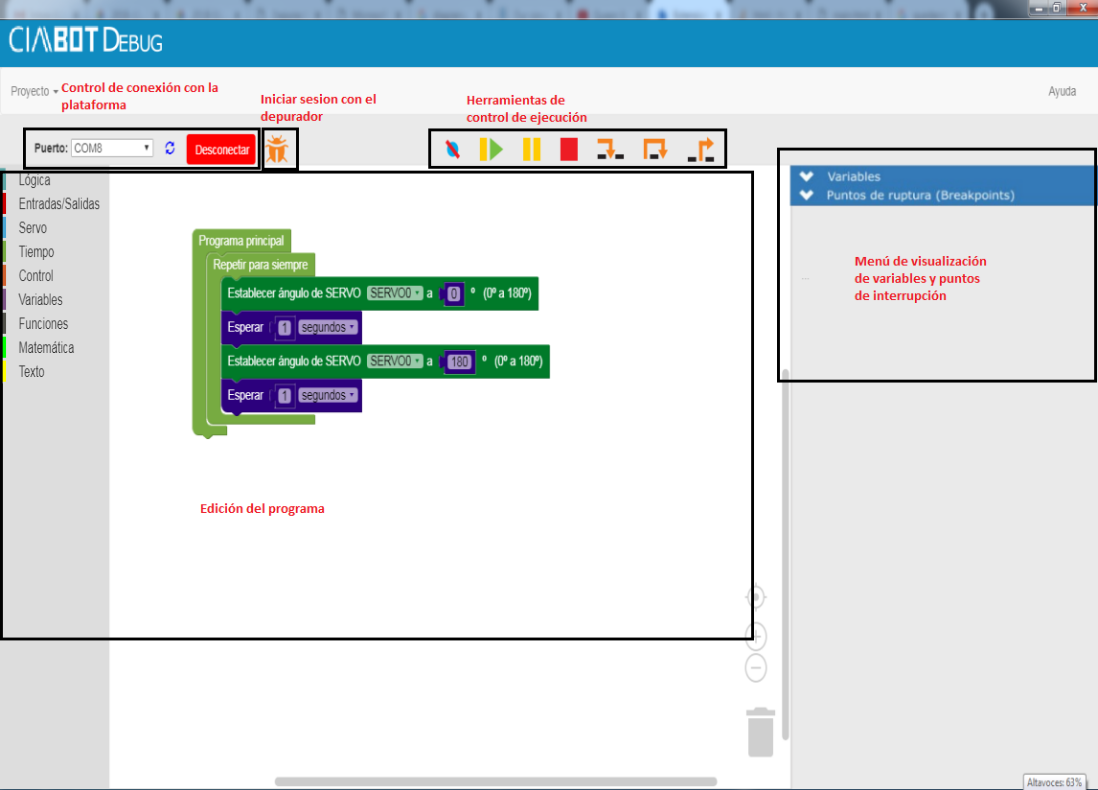 CIABOT DEBUG
Proyecto
Control de conexión con la
plataforma
Iniciar sesion con el
depurador
Herramientas de
control de ejecución
Ayuda
Puerto: COM8 Desconectar
Lógica
Entradas/Salidas
Servo
Tiempo
Control
Variables
Funciones
Matemática
Texto
Programa principal
Repetir para siempre
Establecer ángulo de SERVO SERVO0 a 0 º (0º a 180º)
Esperar 1 segundos
Establecer ángulo de SERVO SERVO0 a 180 º (0º a 180º)
Esperar 1 segundos
Edición del programa
Variables
Puntos de ruptura (Breakpoints)
...
Menú de visualización
de variables y puntos
de interrupción
Altavoces: 63%